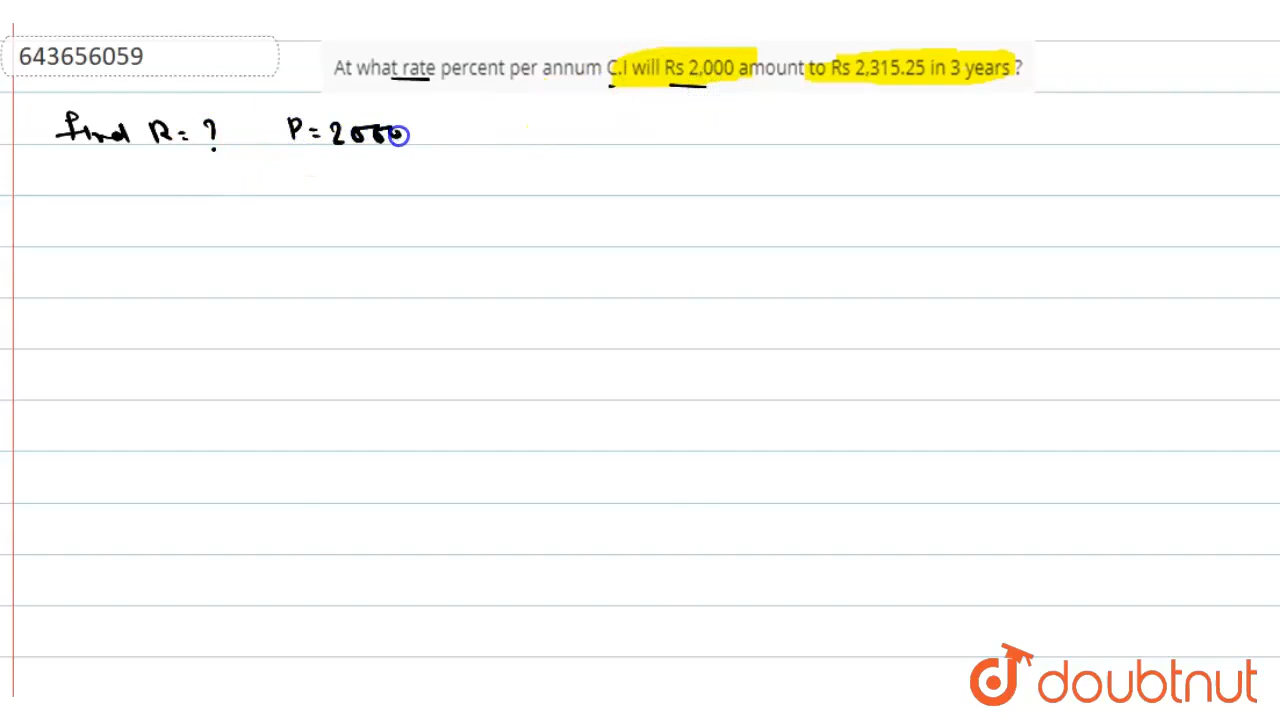 643656059
At what rate percent per annum C.I will Rs 2,000 amount to Rs 2,315.25 in 3 years ?
find R = ? P = 2000
doubtnut